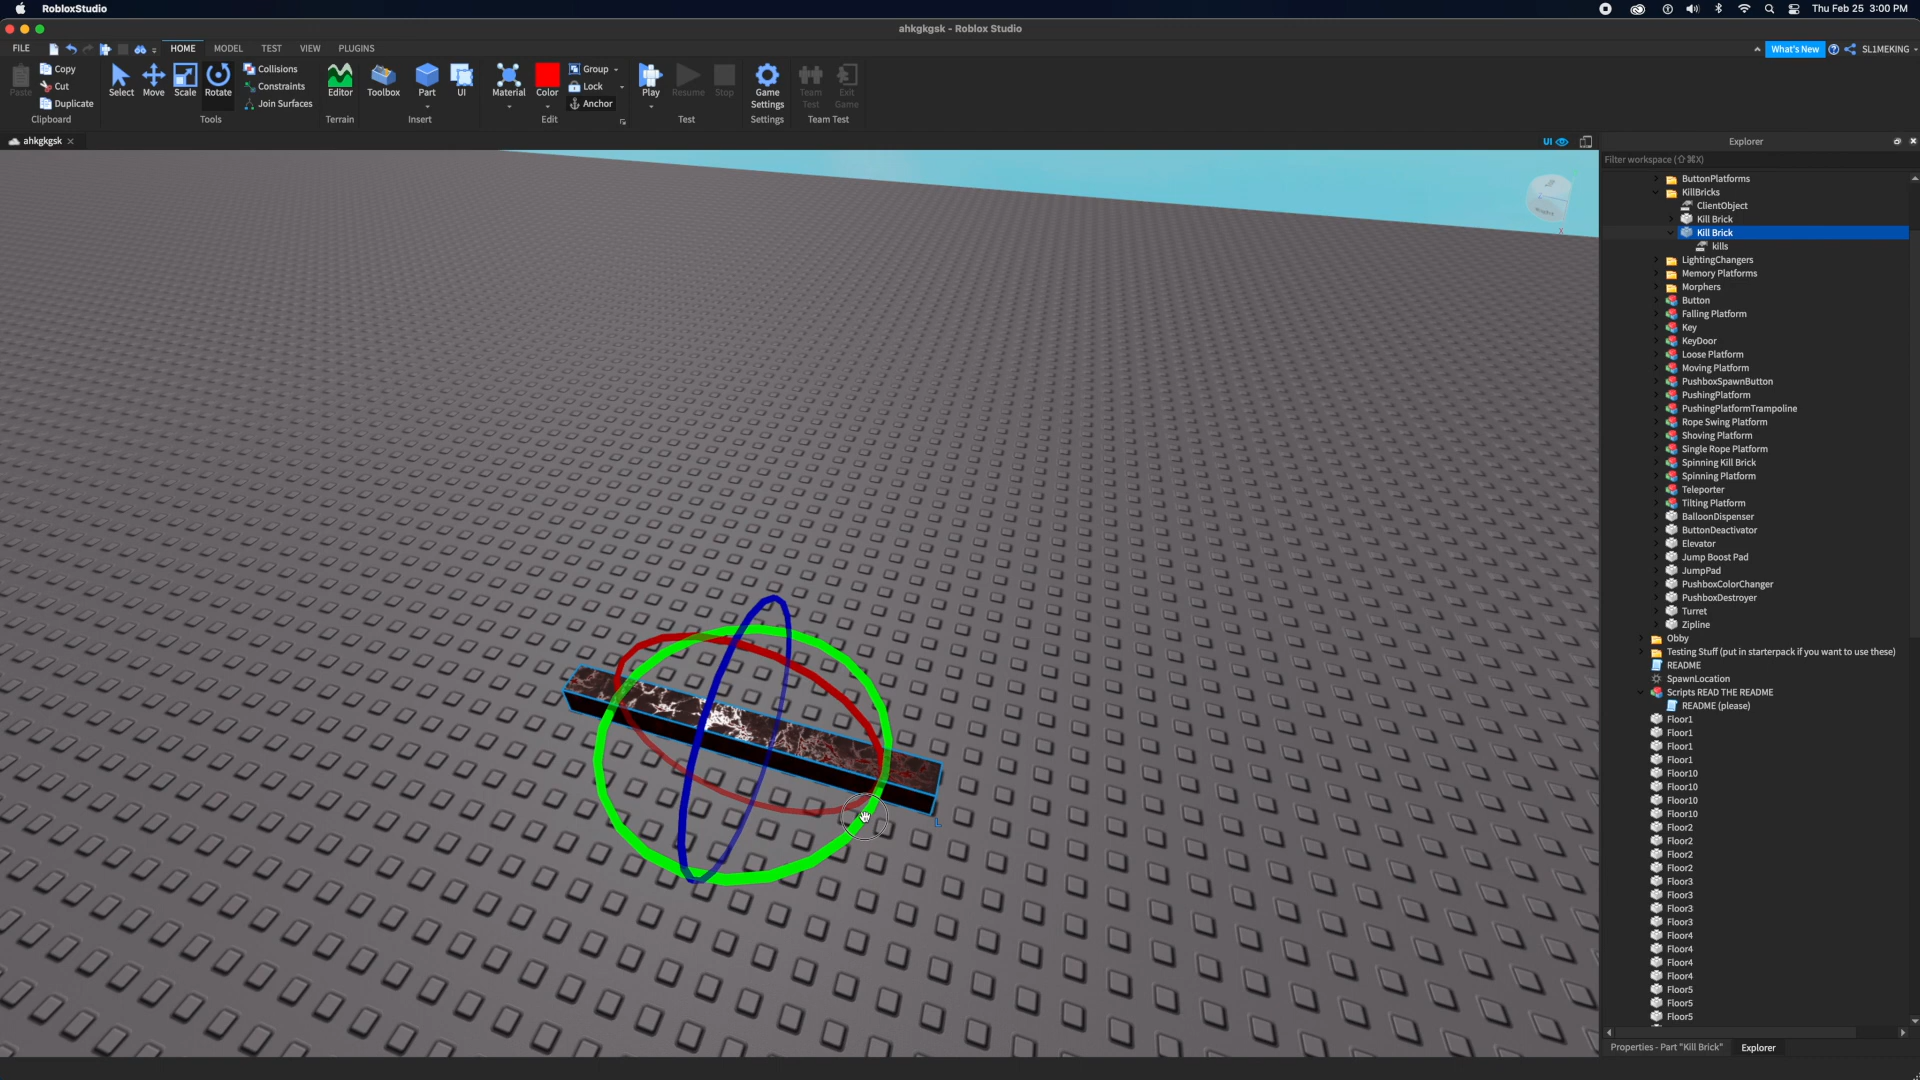 RobloxStudio
Thu Feb 25 3:00 PM
ahkgkgsk - Roblox Studio
FILE
HOME
MODEL
TEST
VIEW
PLUGINS
What's New
SL1MEKING
Paste
Copy
Cut
Duplicate
Clipboard
Select
Move
Scale
Rotate
Collisions
Constraints
Join Surfaces
Tools
Editor
Terrain
Toolbox
Part
UI
Insert
Material
Color
Group
Lock
Anchor
Edit
Play
Resume
Stop
Test
Game
Settings
Settings
Team
Test
Exit
Game
Team Test
ahkgkgsk
UI
Explorer
Filter workspace (⇧⌘X)
ButtonPlatforms
KillBricks
ClientObject
Kill Brick
Kill Brick
kills
LightingChangers
Memory Platforms
Morphers
Button
Falling Platform
Key
KeyDoor
Loose Platform
Moving Platform
PushboxSpawnButton
PushingPlatform
PushingPlatformTrampoline
Rope Swing Platform
Shoving Platform
Single Rope Platform
Spinning Kill Brick
Spinning Platform
Teleporter
Tilting Platform
BalloonDispenser
ButtonDeactivator
Elevator
Jump Boost Pad
JumpPad
PushboxColorChanger
PushboxDestroyer
Turret
Zipline
Obby
Testing Stuff (put in starterpack if you want to use these)
README
SpawnLocation
Scripts READ THE README
README (please)
Floor1
Floor1
Floor1
Floor1
Floor10
Floor10
Floor10
Floor10
Floor2
Floor2
Floor2
Floor2
Floor3
Floor3
Floor3
Floor3
Floor4
Floor4
Floor4
Floor4
Floor5
Floor5
Floor5
Properties - Part "Kill Brick"
Explorer